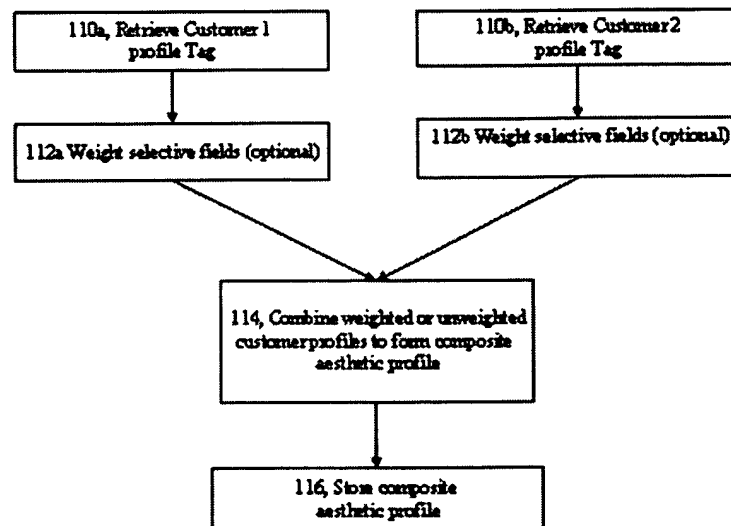 110a, Retrieve Customer 1
profile Tag
110b, Retrieve Customer 2
profile Tag
112a Weight selective fields (optional)
112b Weight selective fields (optional)
114, Combine weighted or unweighted
customer profiles to form composite
aesthetic profile
116, Store composite
aesthetic profile